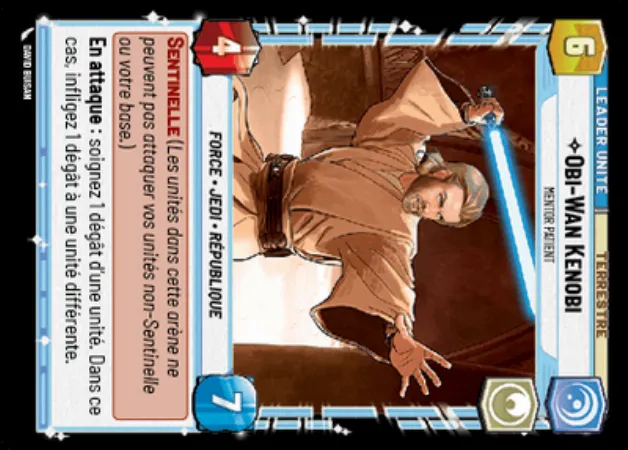 LEADER UNITÉ
TERRESTRE
6
OBI-WAN KENOBI
MENTOR PATIENT
4
7
FORCE • JEDI • RÉPUBLIQUE
SENTINELLE (Les unités dans cette arène ne
peuvent pas attaquer vos unités non-Sentinelle
ou votre base.)
En attaque : soignez 1 dégât d'une unité. Dans ce
cas, infligez 1 dégât à une unité différente.
DAVID BUISAN